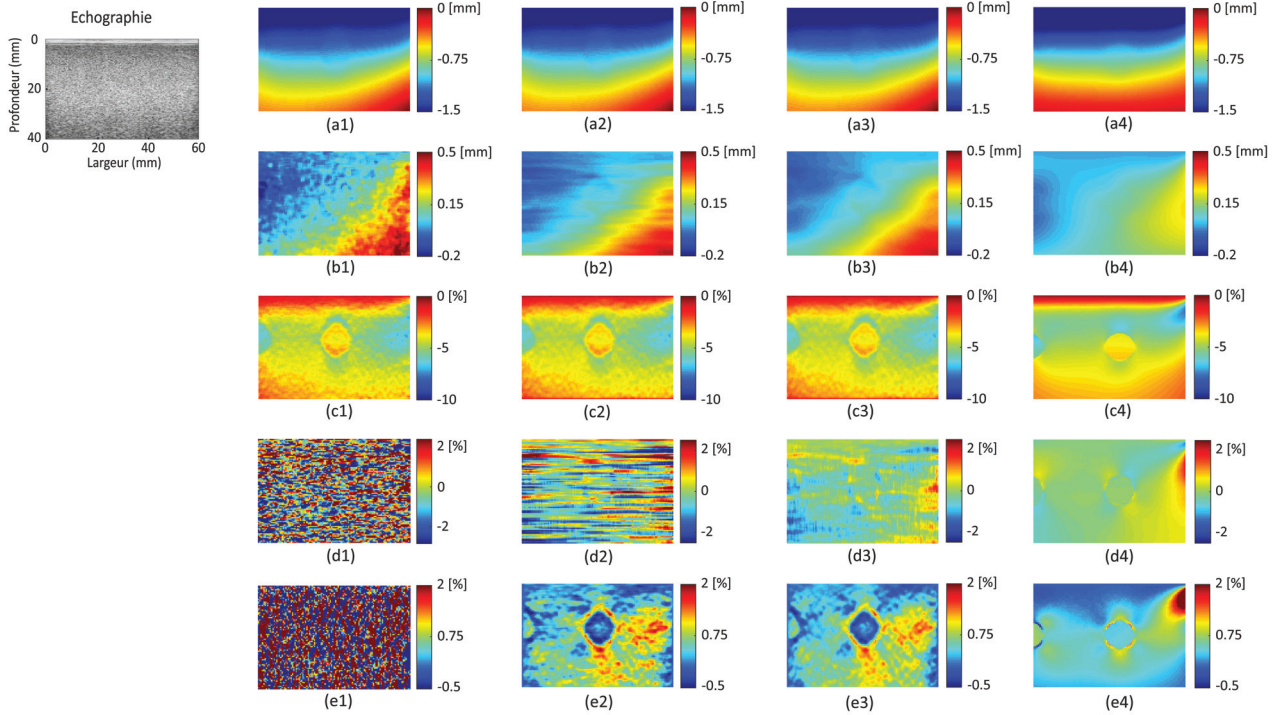 Echographie
0
20
40
Profondeur (mm)
0 20 40 60
Largeur (mm)
0 [mm]
-0.75
-1.5
(a1)
0 [mm]
-0.75
-1.5
(a2)
0 [mm]
-0.75
-1.5
(a3)
0 [mm]
-0.75
-1.5
(a4)
0.5 [mm]
0.15
-0.2
(b1)
0.5 [mm]
0.15
-0.2
(b2)
0.5 [mm]
0.15
-0.2
(b3)
0.5 [mm]
0.15
-0.2
(b4)
0 [%]
-5
-10
(c1)
0 [%]
-5
-10
(c2)
0 [%]
-5
-10
(c3)
0 [%]
-5
-10
(c4)
2 [%]
0
-2
(d1)
2 [%]
0
-2
(d2)
2 [%]
0
-2
(d3)
2 [%]
0
-2
(d4)
2 [%]
0.75
-0.5
(e1)
2 [%]
0.75
-0.5
(e2)
2 [%]
0.75
-0.5
(e3)
2 [%]
0.75
-0.5
(e4)